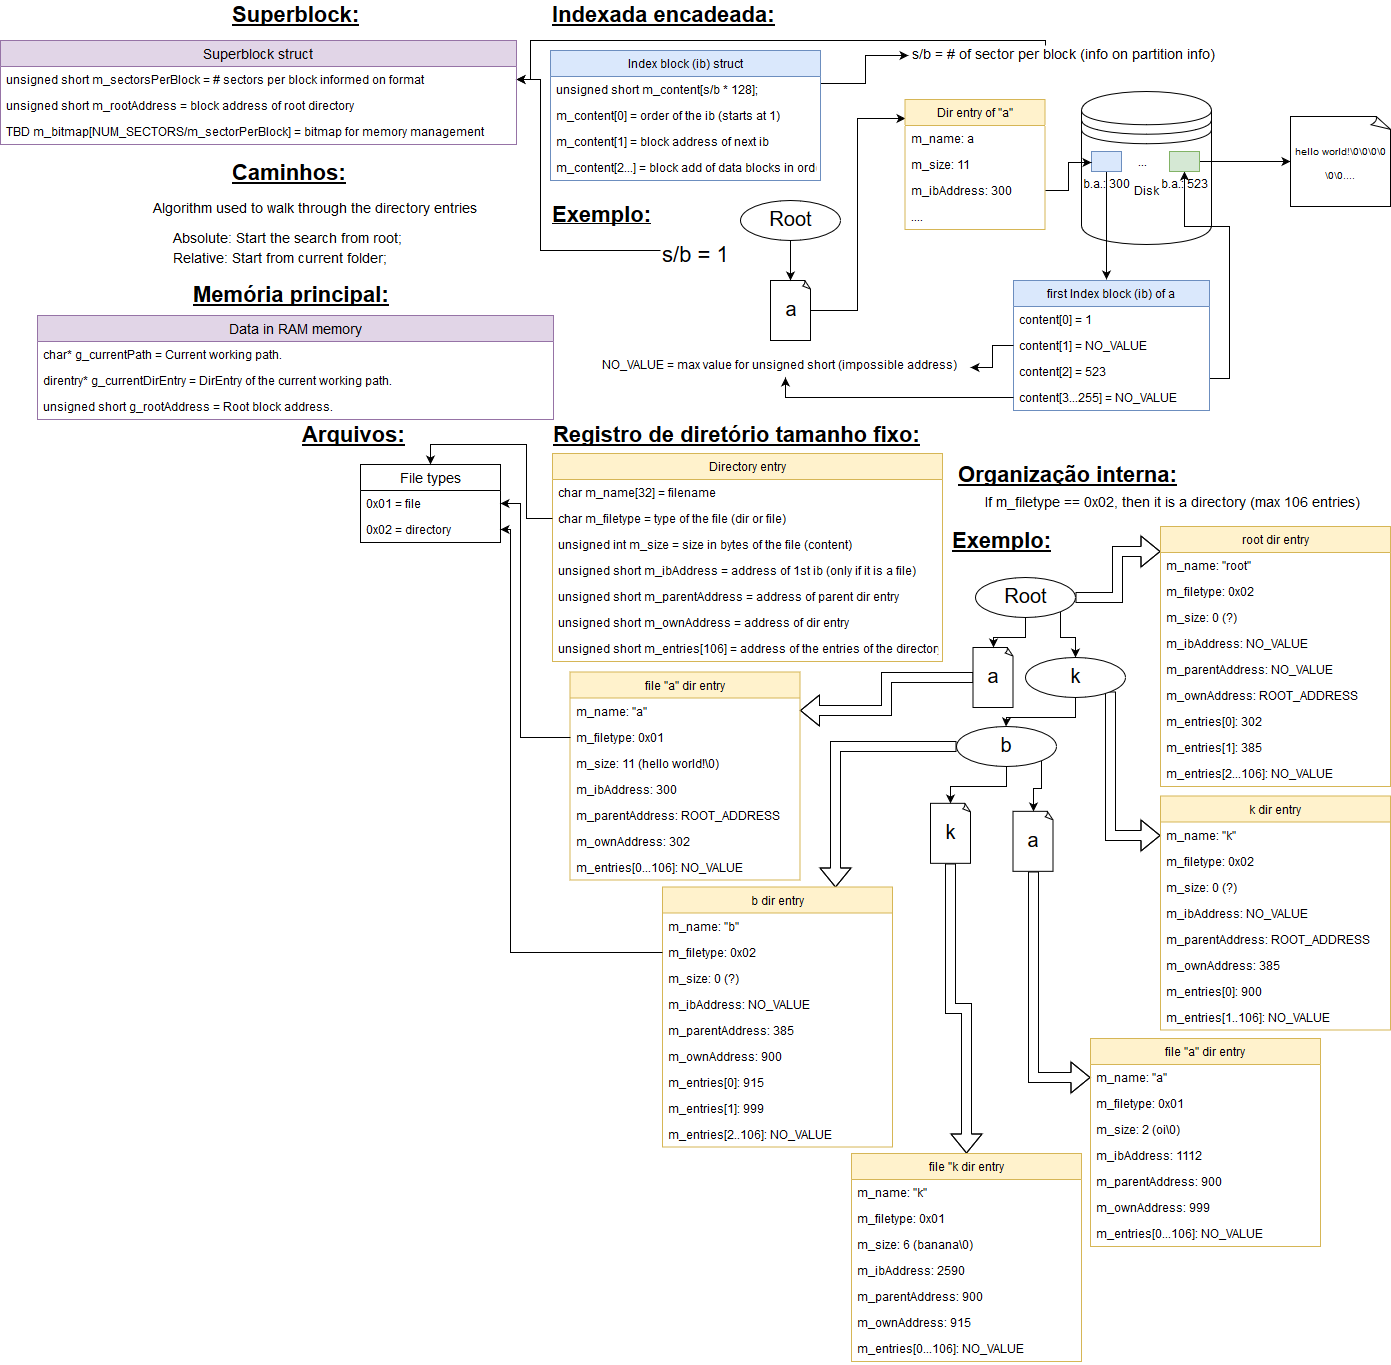 Superblock:
Superblock struct
unsigned short m_sectorsPerBlock = # sectors per block informed on format
unsigned short m_rootAddress = block address of root directory
TBD m_bitmap[NUM_SECTORS/m_sectorPerBlock] = bitmap for memory management
Caminhos:
Algorithm used to walk through the directory entries
Absolute: Start the search from root;
Relative: Start from current folder;
Memória principal:
Data in RAM memory
char* g_currentPath = Current working path.
direntry* g_currentDirEntry = DirEntry of the current working path.
unsigned short g_rootAddress = Root block address.
Indexada encadeada:
Index block (ib) struct
unsigned short m_content[s/b * 128];
m_content[0] = order of the ib (starts at 1)
m_content[1] = block address of next ib
m_content[2...] = block add of data blocks in ord
s/b = # of sector per block (info on partition info)
Exemplo:
s/b = 1
Root
a
Dir entry of "a"
m_name: a
m_size: 11
m_ibAddress: 300
....
...
b.a.: 300
Disk
b.a.: 523
hello world!\0\0\0\0
\0\0....
first Index block (ib) of a
content[0] = 1
content[1] = NO_VALUE
content[2] = 523
content[3...255] = NO_VALUE
NO_VALUE = max value for unsigned short (impossible address)
Arquivos:
File types
0x01 = file
0x02 = directory
Registro de diretório tamanho fixo:
Directory entry
char m_name[32] = filename
char m_filetype = type of the file (dir or file)
unsigned int m_size = size in bytes of the file (content)
unsigned short m_ibAddress = address of 1st ib (only if it is a file)
unsigned short m_parentAddress = address of parent dir entry
unsigned short m_ownAddress = address of dir entry
unsigned short m_entries[106] = address of the entries of the director
Organização interna:
If m_filetype == 0x02, then it is a directory (max 106 entries)
Exemplo:
Root
a
k
b
k
a
root dir entry
m_name: "root"
m_filetype: 0x02
m_size: 0 (?)
m_ibAddress: NO_VALUE
m_parentAddress: NO_VALUE
m_ownAddress: ROOT_ADDRESS
m_entries[0]: 302
m_entries[1]: 385
m_entries[2...106]: NO_VALUE
file "a" dir entry
m_name: "a"
m_filetype: 0x01
m_size: 11 (hello world!\0)
m_ibAddress: 300
m_parentAddress: ROOT_ADDRESS
m_ownAddress: 302
m_entries[0...106]: NO_VALUE
k dir entry
m_name: "k"
m_filetype: 0x02
m_size: 0 (?)
m_ibAddress: NO_VALUE
m_parentAddress: ROOT_ADDRESS
m_ownAddress: 385
m_entries[0]: 900
m_entries[1..106]: NO_VALUE
b dir entry
m_name: "b"
m_filetype: 0x02
m_size: 0 (?)
m_ibAddress: NO_VALUE
m_parentAddress: 385
m_ownAddress: 900
m_entries[0]: 915
m_entries[1]: 999
m_entries[2..106]: NO_VALUE
file "a" dir entry
m_name: "a"
m_filetype: 0x01
m_size: 2 (oi\0)
m_ibAddress: 1112
m_parentAddress: 900
m_ownAddress: 999
m_entries[0...106]: NO_VALUE
file "k dir entry
m_name: "k"
m_filetype: 0x01
m_size: 6 (banana\0)
m_ibAddress: 2590
m_parentAddress: 900
m_ownAddress: 915
m_entries[0...106]: NO_VALUE